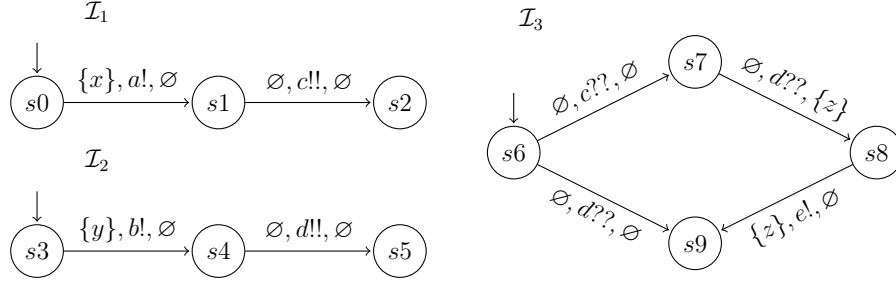 ℐ₁
{x}, a!, ∅
∅, c!!, ∅
s0
s1
s2
ℐ₂
{y}, b!, ∅
∅, d!!, ∅
s3
s4
s5
ℐ₃
s7
∅, c??, ∅
∅, d??, {z}
s6
s8
∅, d??, ∅
{z}, e!, ∅
s9